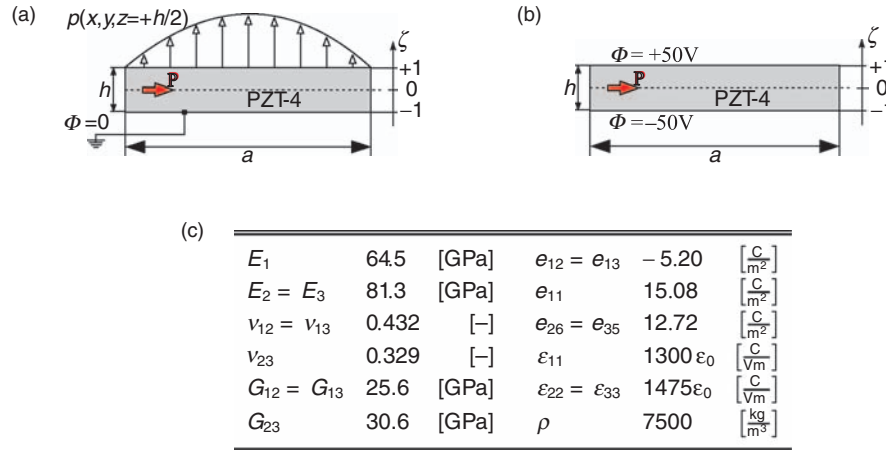 (a)
p(x,y,z=+h/2)
ζ
+1
P
h
0
PZT-4
Φ=0
−1
a
(b)
ζ
Φ=+50V
+1
P
h
0
PZT-4
Φ=−50V
−1
a
(c)
E₁ 64.5 [GPa] e₁₂ = e₁₃ − 5.20 [C/m²]
E₂ = E₃ 81.3 [GPa] e₁₁ 15.08 [C/m²]
ν₁₂ = ν₁₃ 0.432 [–] e₂₆ = e₃₅ 12.72 [C/m²]
ν₂₃ 0.329 [–] ε₁₁ 1300 ε₀ [C/Vm]
G₁₂ = G₁₃ 25.6 [GPa] ε₂₂ = ε₃₃ 1475ε₀ [C/Vm]
G₂₃ 30.6 [GPa] ρ 7500 [kg/m³]